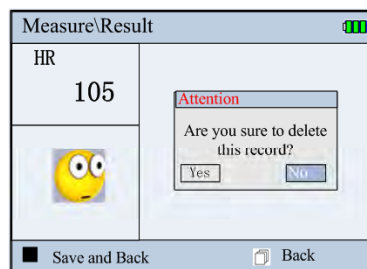 Measure\Result
HR
105
Attention
Are you sure to delete
this record?
Yes
No
Save and Back
Back